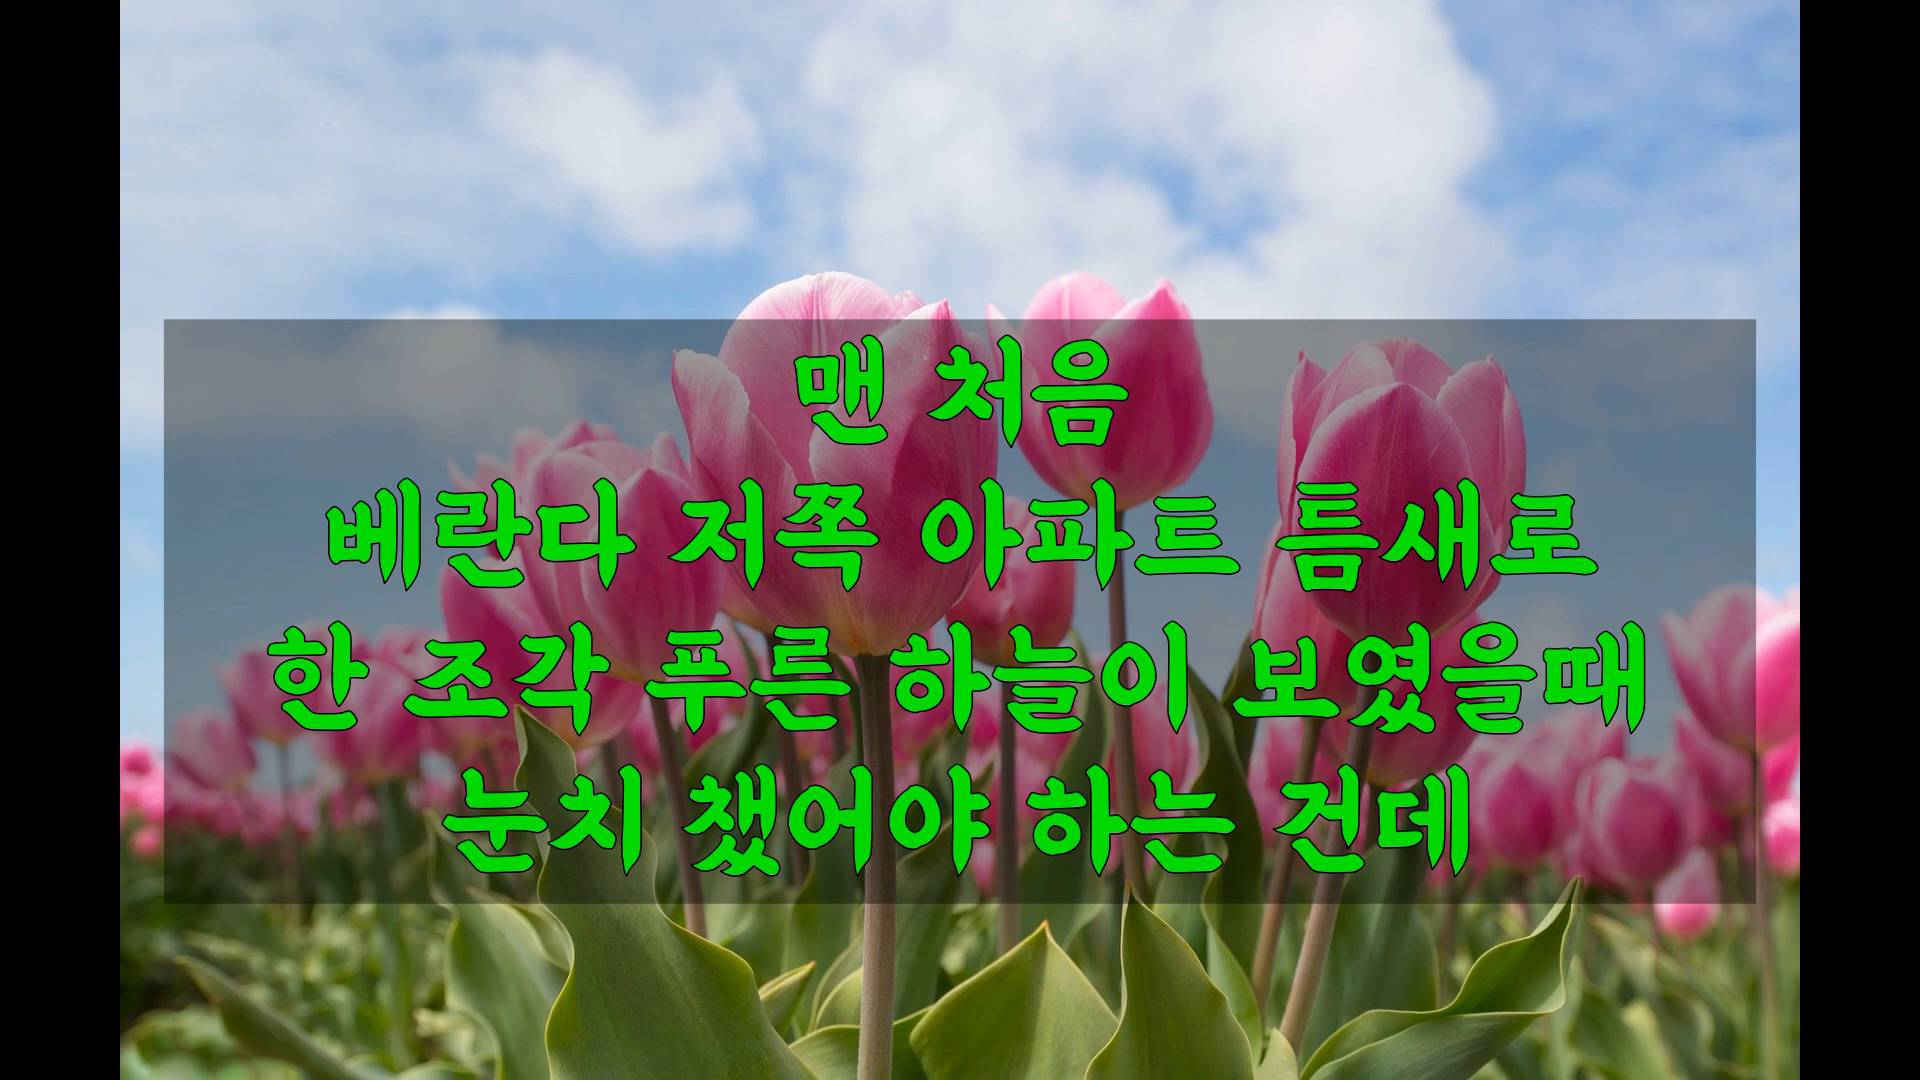 맨 처음
베란다 저쪽 아파트 틈새로
한 조각 푸른 하늘이 보였을때
눈치 챘어야 하는 건데